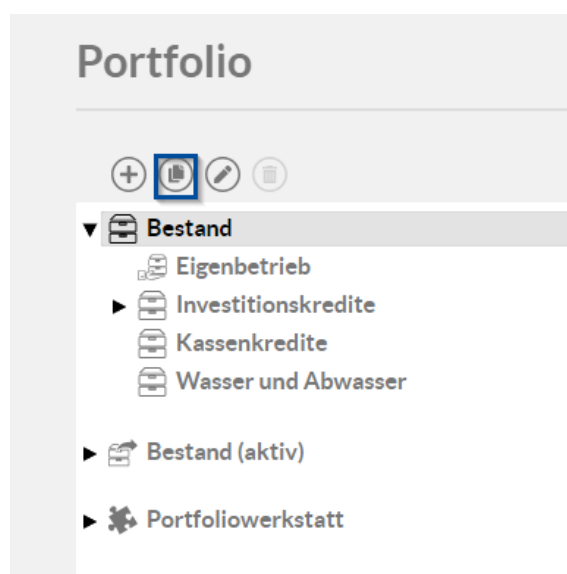 Portfolio
Bestand
Eigenbetrieb
Investitionskredite
Kassenkredite
Wasser und Abwasser
Bestand (aktiv)
Portfoliowerkstatt